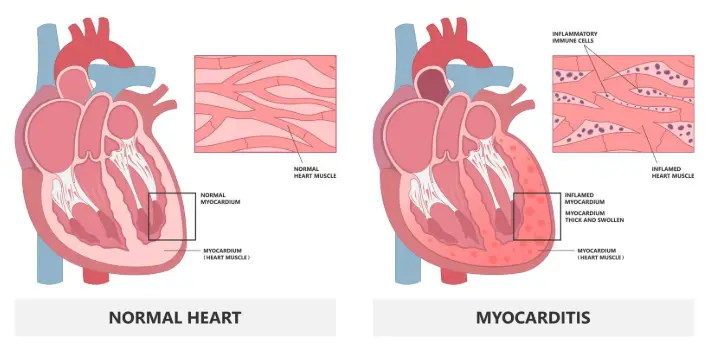 NORMAL
HEART MUSCLE
NORMAL
MYOCARDIUM
MYOCARDIUM
(HEART MUSCLE)
NORMAL HEART
INFLAMMATORY
IMMUNE CELLS
INFLAMED
HEART MUSCLE
INFLAMED
MYOCARDIUM
MYOCARDIUM
THICK AND SWOLLEN
MYOCARDIUM
(HEART MUSCLE)
MYOCARDITIS